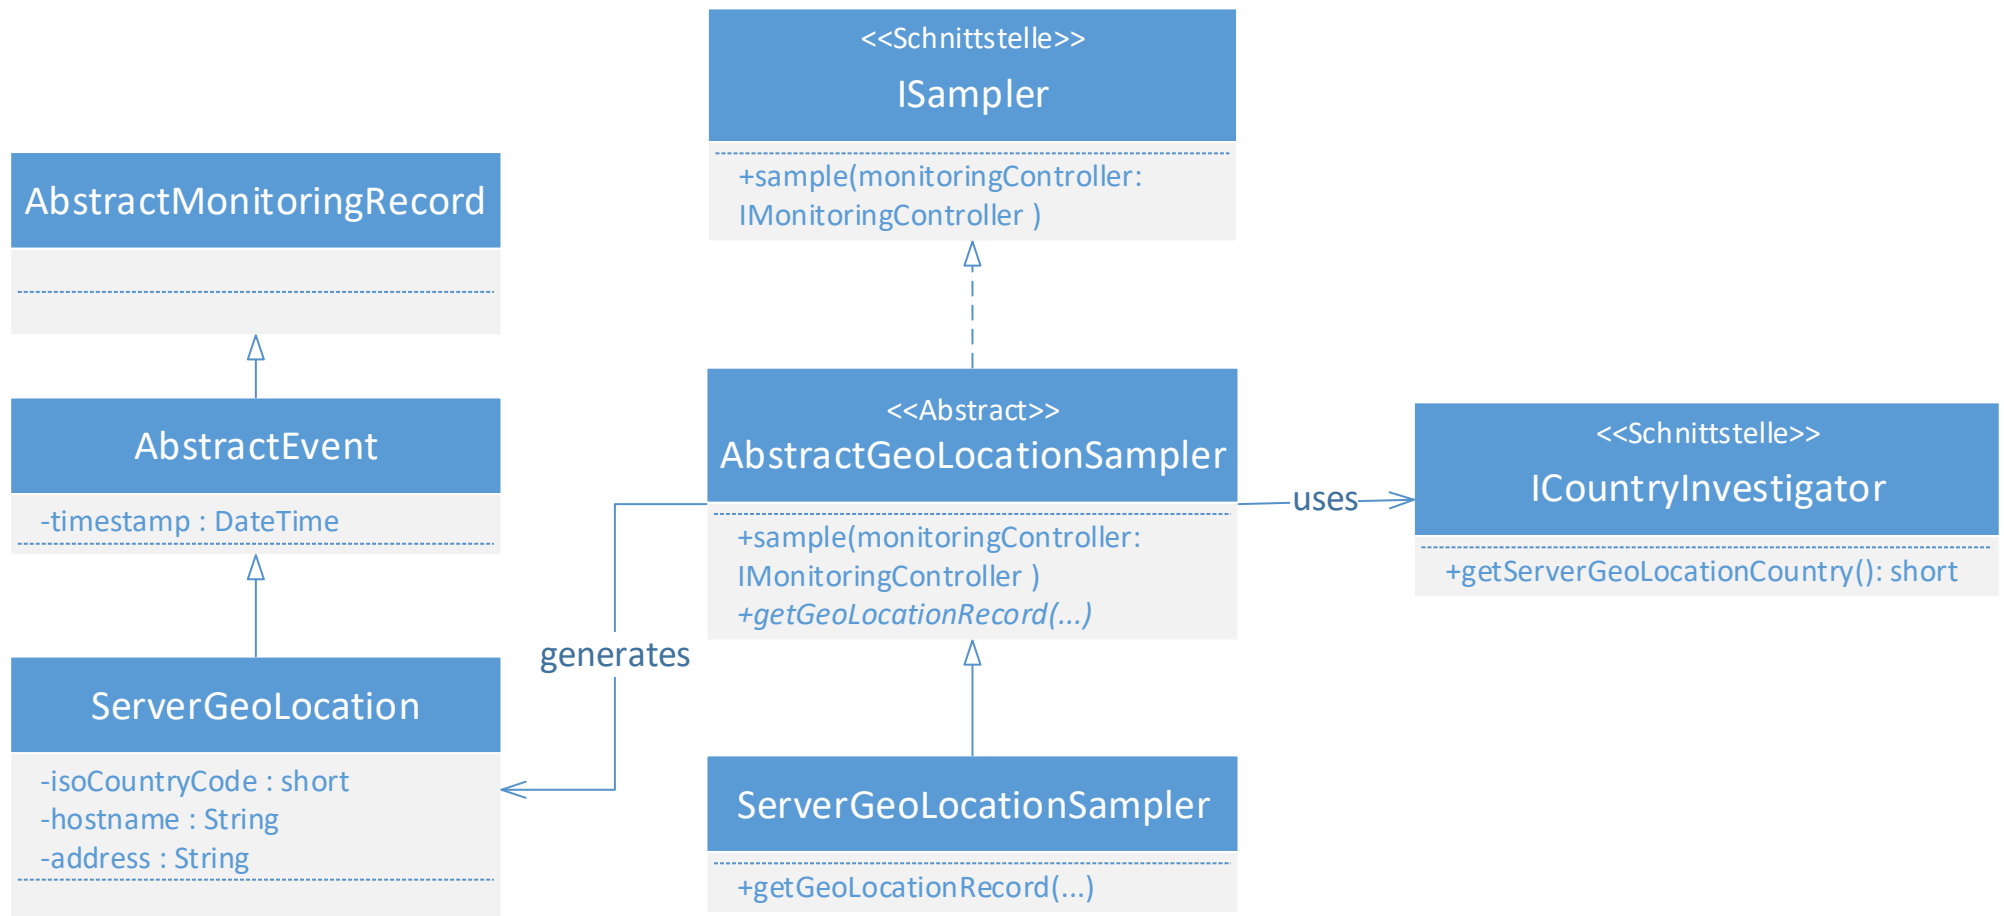 <<Schnittstelle>>
ISampler
+sample(monitoringController:
IMonitoringController )
AbstractMonitoringRecord
AbstractEvent
-timestamp : DateTime
<<Abstract>>
AbstractGeoLocationSampler
+sample(monitoringController:
IMonitoringController )
+getGeoLocationRecord(...)
uses
<<Schnittstelle>>
ICountryInvestigator
+getServerGeoLocationCountry(): short
generates
ServerGeoLocation
-isoCountryCode : short
-hostname : String
-address : String
ServerGeoLocationSampler
+getGeoLocationRecord(...)